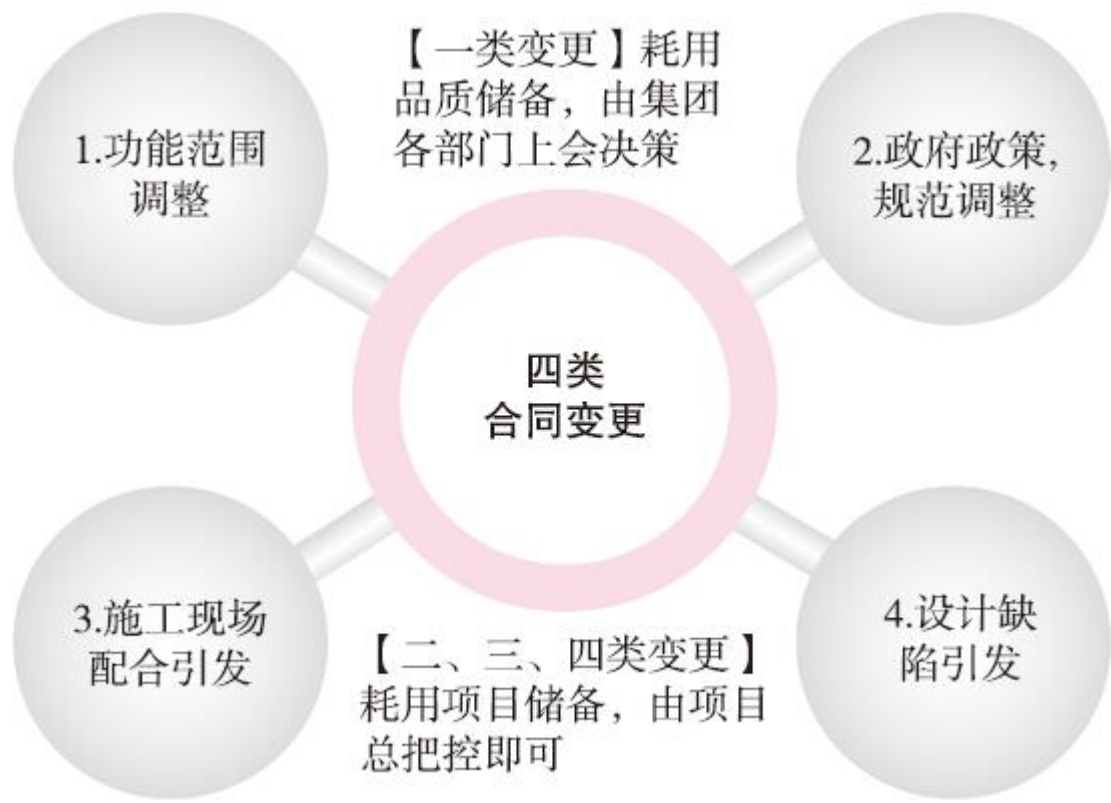 【一类变更】耗用
品质储备，由集团
各部门上会决策
1.功能范围
调整
2.政府政策,
规范调整
四类
合同变更
3.施工现场
配合引发
4.设计缺
陷引发
【二、三、四类变更】
耗用项目储备，由项目
总把控即可